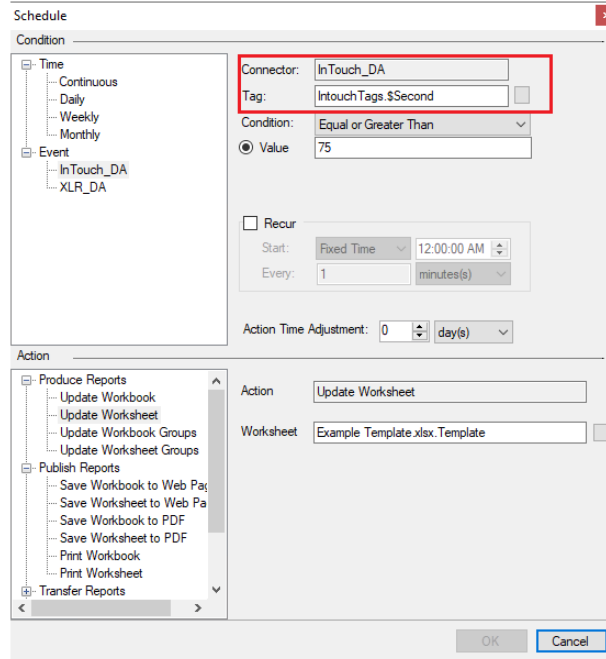 Schedule
Condition
Time
Continuous
Daily
Weekly
Monthly
Event
InTouch_DA
XLR_DA
Connector: InTouch_DA
Tag: IntouchTags.$Second
Condition: Equal or Greater Than
Value 75
Recur
Start: Fixed Time 12:00:00 AM
Every: 1 minutes(s)
Action Time Adjustment: 0 day(s)
Action
Produce Reports
Update Workbook
Update Worksheet
Update Workbook Groups
Update Worksheet Groups
Publish Reports
Save Workbook to Web Pag
Save Worksheet to Web Pa
Save Workbook to PDF
Save Worksheet to PDF
Print Workbook
Print Worksheet
Transfer Reports
Action Update Worksheet
Worksheet Example Template.xlsx.Template
OK Cancel